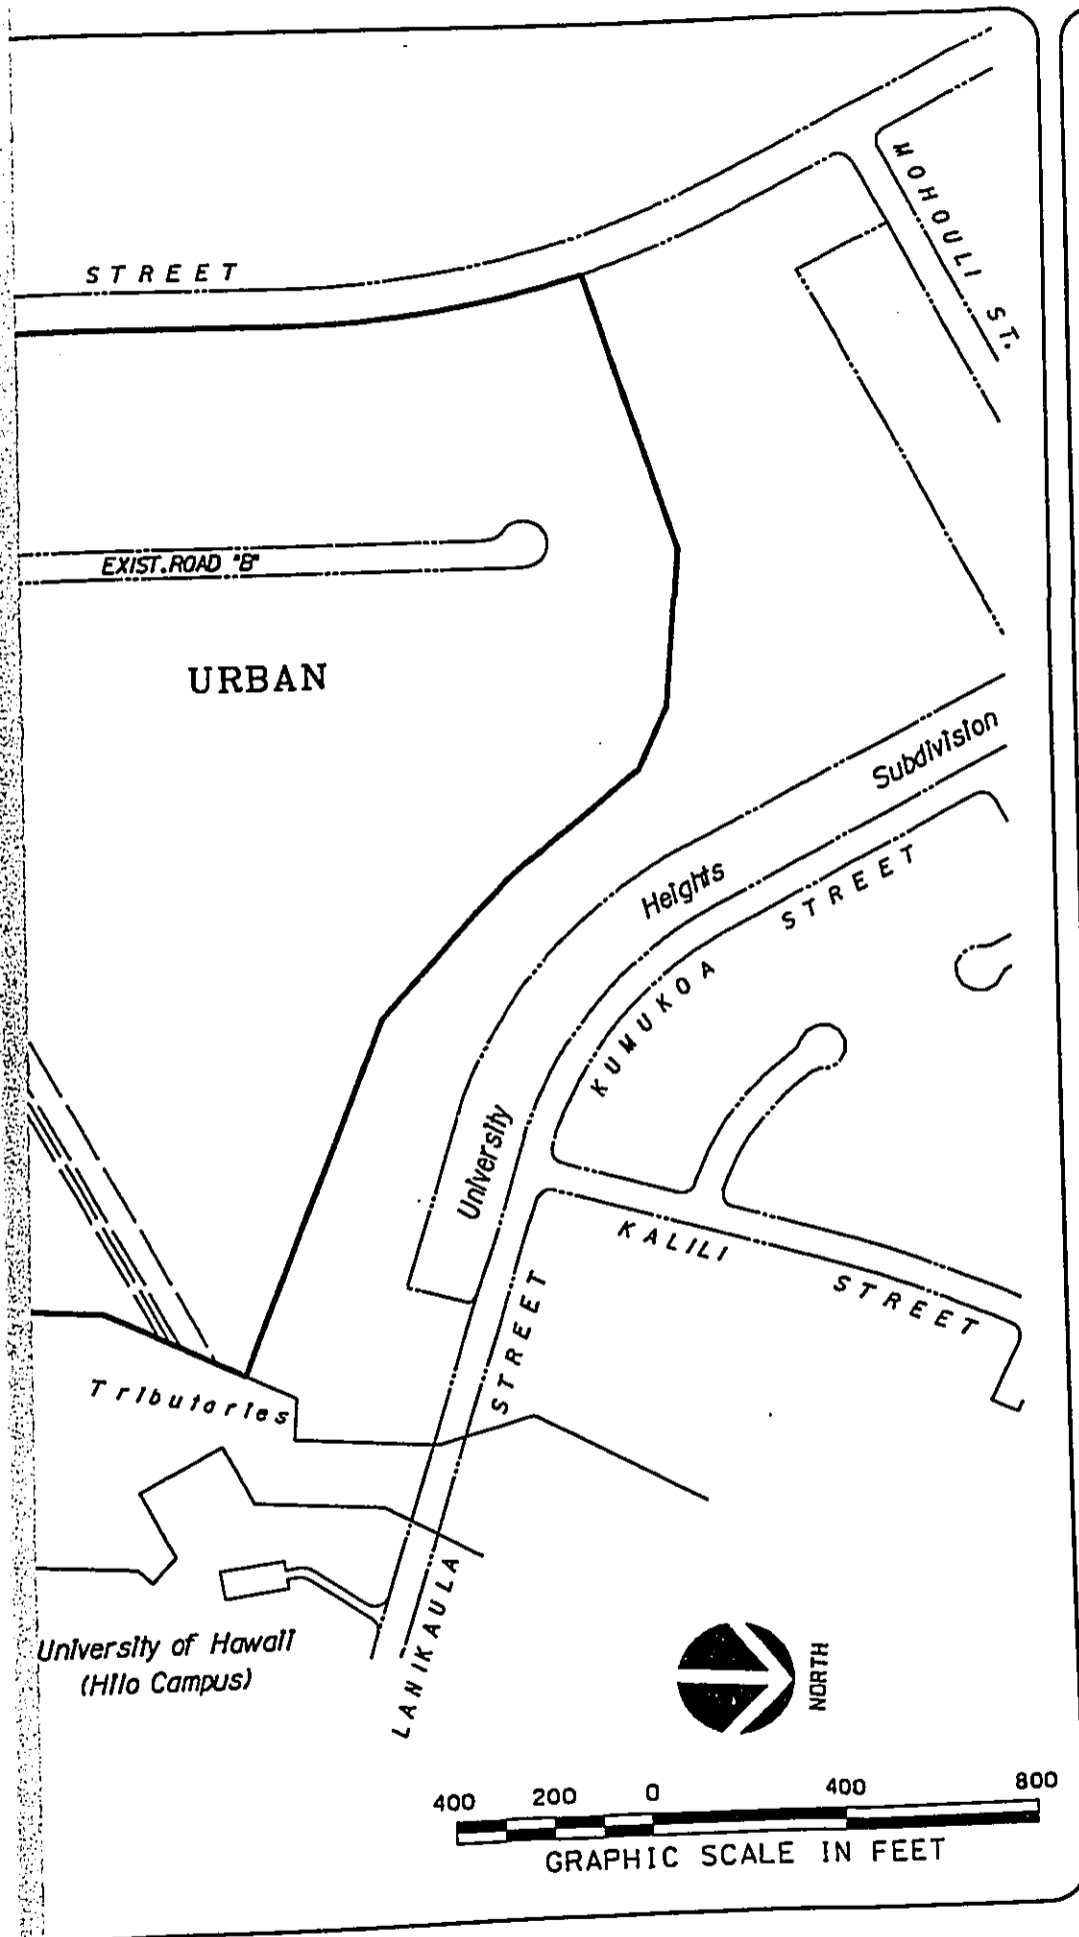 MOHOULI ST.
STREET
EXIST. ROAD "B"
URBAN
Subdivision
Heights
STREET
KUMUKOA
University
KALILI STREET
STREET
Tributaries
LANIKAULA
University of Hawaii
(Hilo Campus)
NORTH
400 200 0 400 800
GRAPHIC SCALE IN FEET